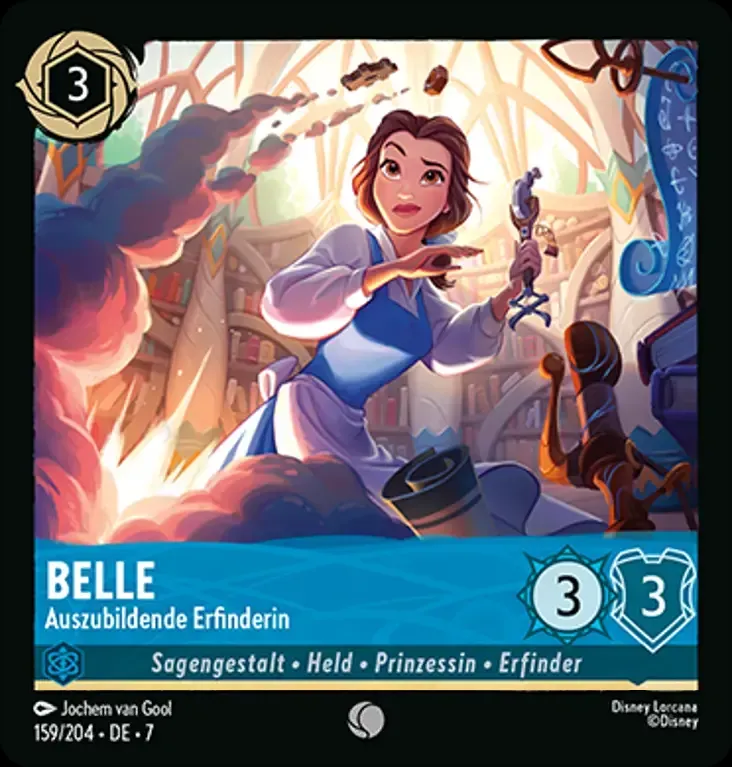 3
BELLE
Auszubildende Erfinderin
3
3
Sagengestalt • Held • Prinzessin • Erfinder
Jochem van Gool
159/204 • DE • 7
Disney Lorcana
©Disney